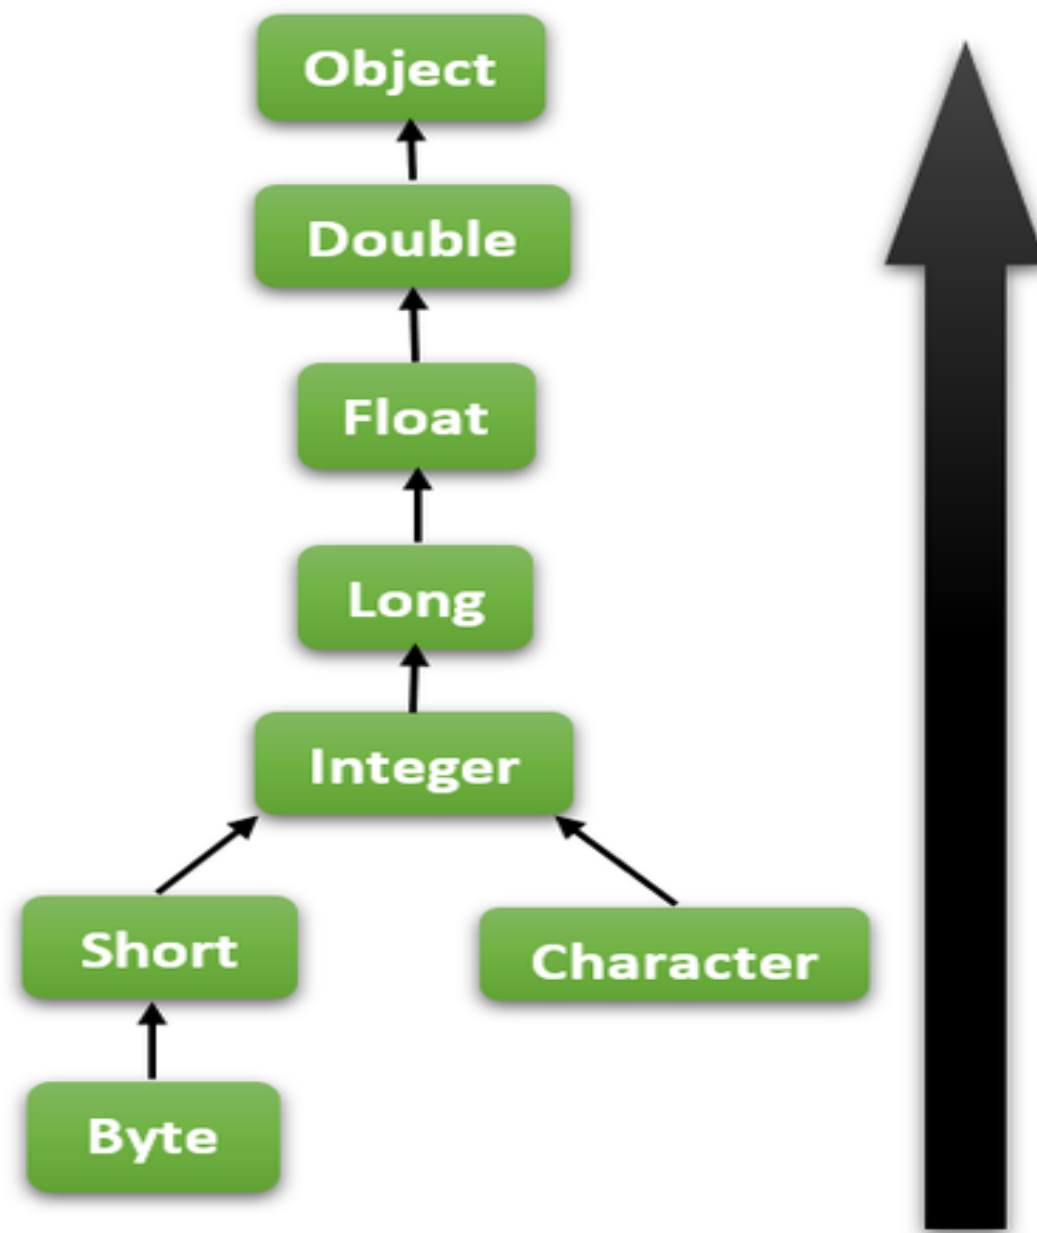 Object
Double
Float
Long
Integer
Short
Character
Byte